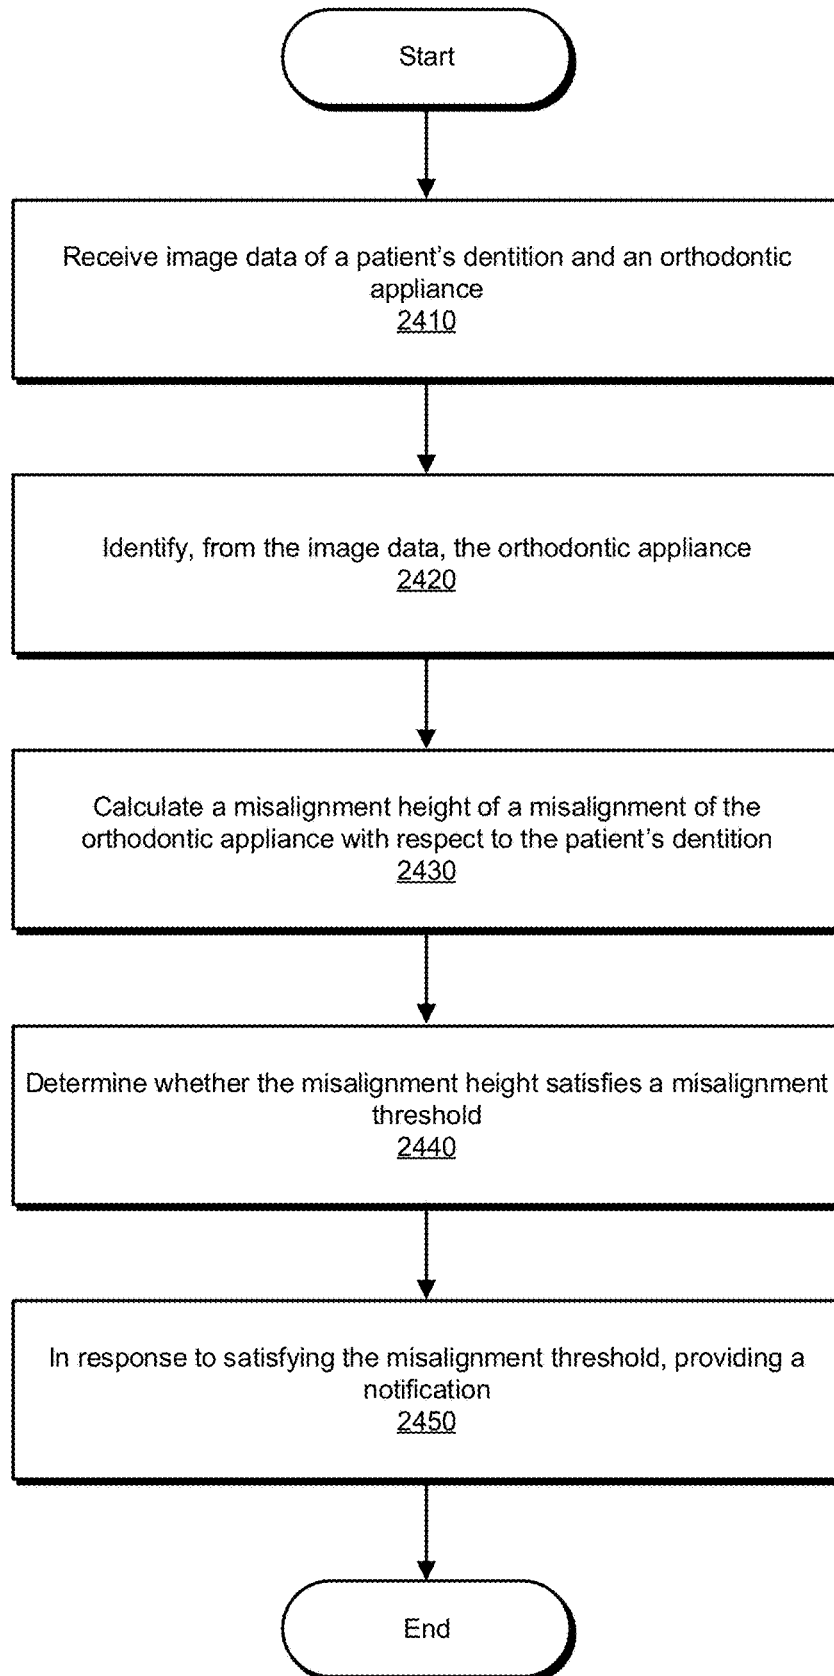 Start
Receive image data of a patient's dentition and an orthodontic
appliance
2410
Identify, from the image data, the orthodontic appliance
2420
Calculate a misalignment height of a misalignment of the
orthodontic appliance with respect to the patient's dentition
2430
Determine whether the misalignment height satisfies a misalignment
threshold
2440
In response to satisfying the misalignment threshold, providing a
notification
2450
End